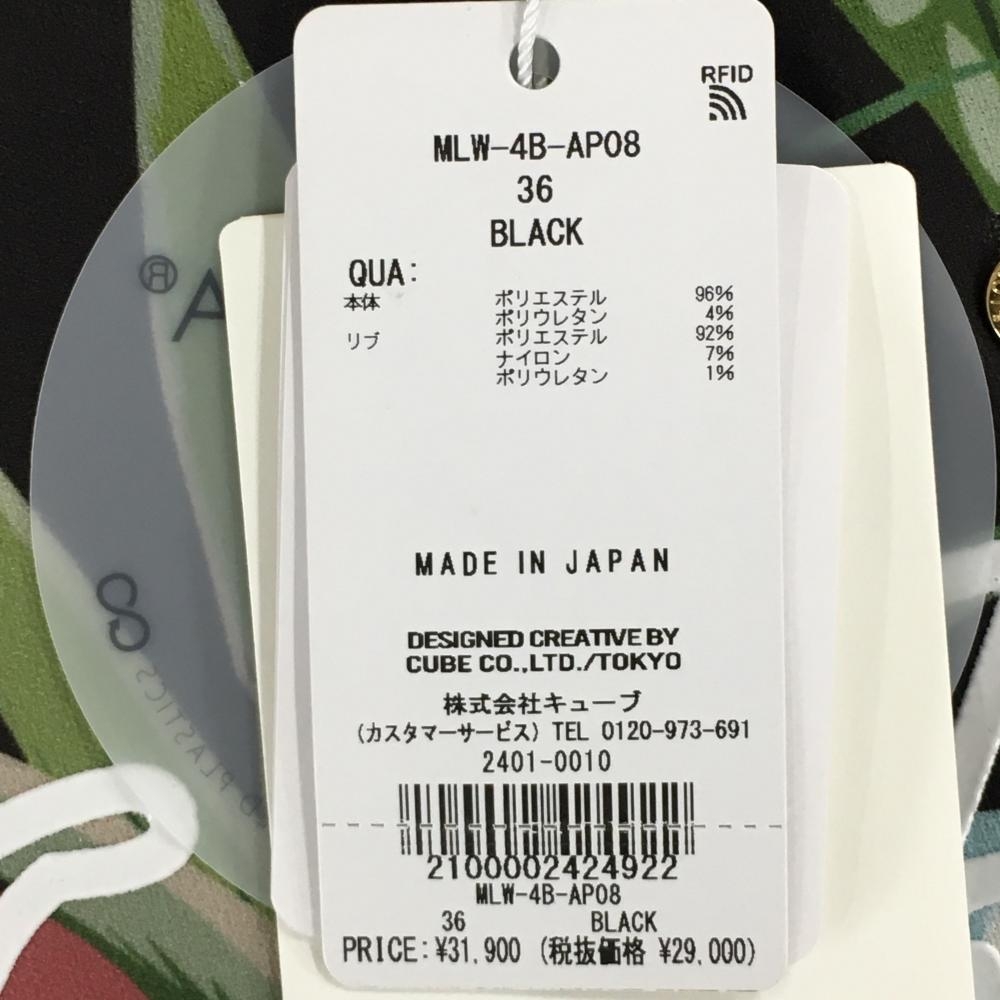 RFID
MLW-4B-AP08
36
BLACK
QUA:
本体 ポリエステル 96%
ポリウレタン 4%
リブ ポリエステル 92%
ナイロン 7%
ポリウレタン 1%
MADE IN JAPAN
DESIGNED CREATIVE BY
CUBE CO.,LTD./TOKYO
株式会社キューブ
(カスタマーサービス) TEL 0120-973-691
2401-0010
2100002424922
MLW-4B-AP08
36 BLACK
PRICE:¥31,900 (税抜価格 ¥29,000)
A®
PLASTICS